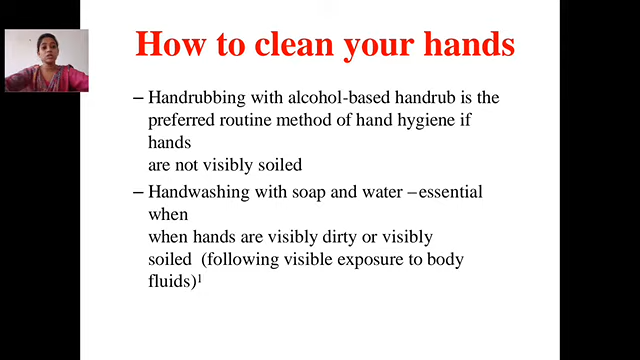 How to clean your hands
– Handrubbing with alcohol-based handrub is the
preferred routine method of hand hygiene if
hands
are not visibly soiled
– Handwashing with soap and water –essential
when
when hands are visibly dirty or visibly
soiled  (following visible exposure to body
fluids)¹